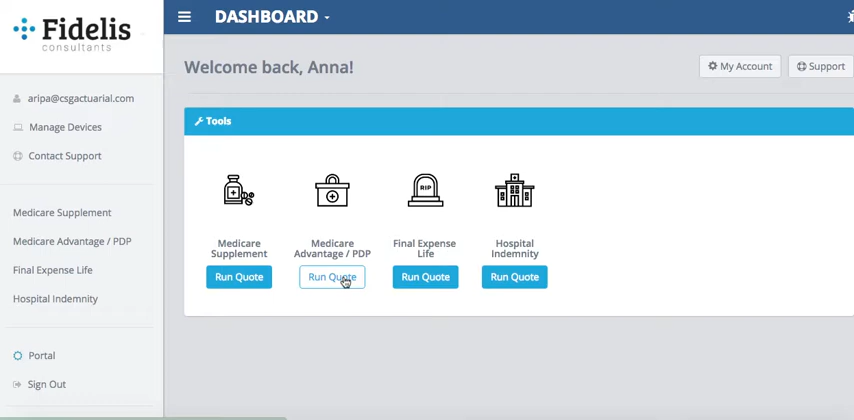 Fidelis
consultants
DASHBOARD
Welcome back, Anna!
My Account
Support
aripa@csgactuarial.com
Manage Devices
Contact Support
Medicare Supplement
Medicare Advantage / PDP
Final Expense Life
Hospital Indemnity
Portal
Sign Out
Tools
RIP
Medicare
Supplement
Run Quote
Medicare
Advantage / PDP
Run Quote
Final Expense
Life
Run Quote
Hospital
Indemnity
Run Quote